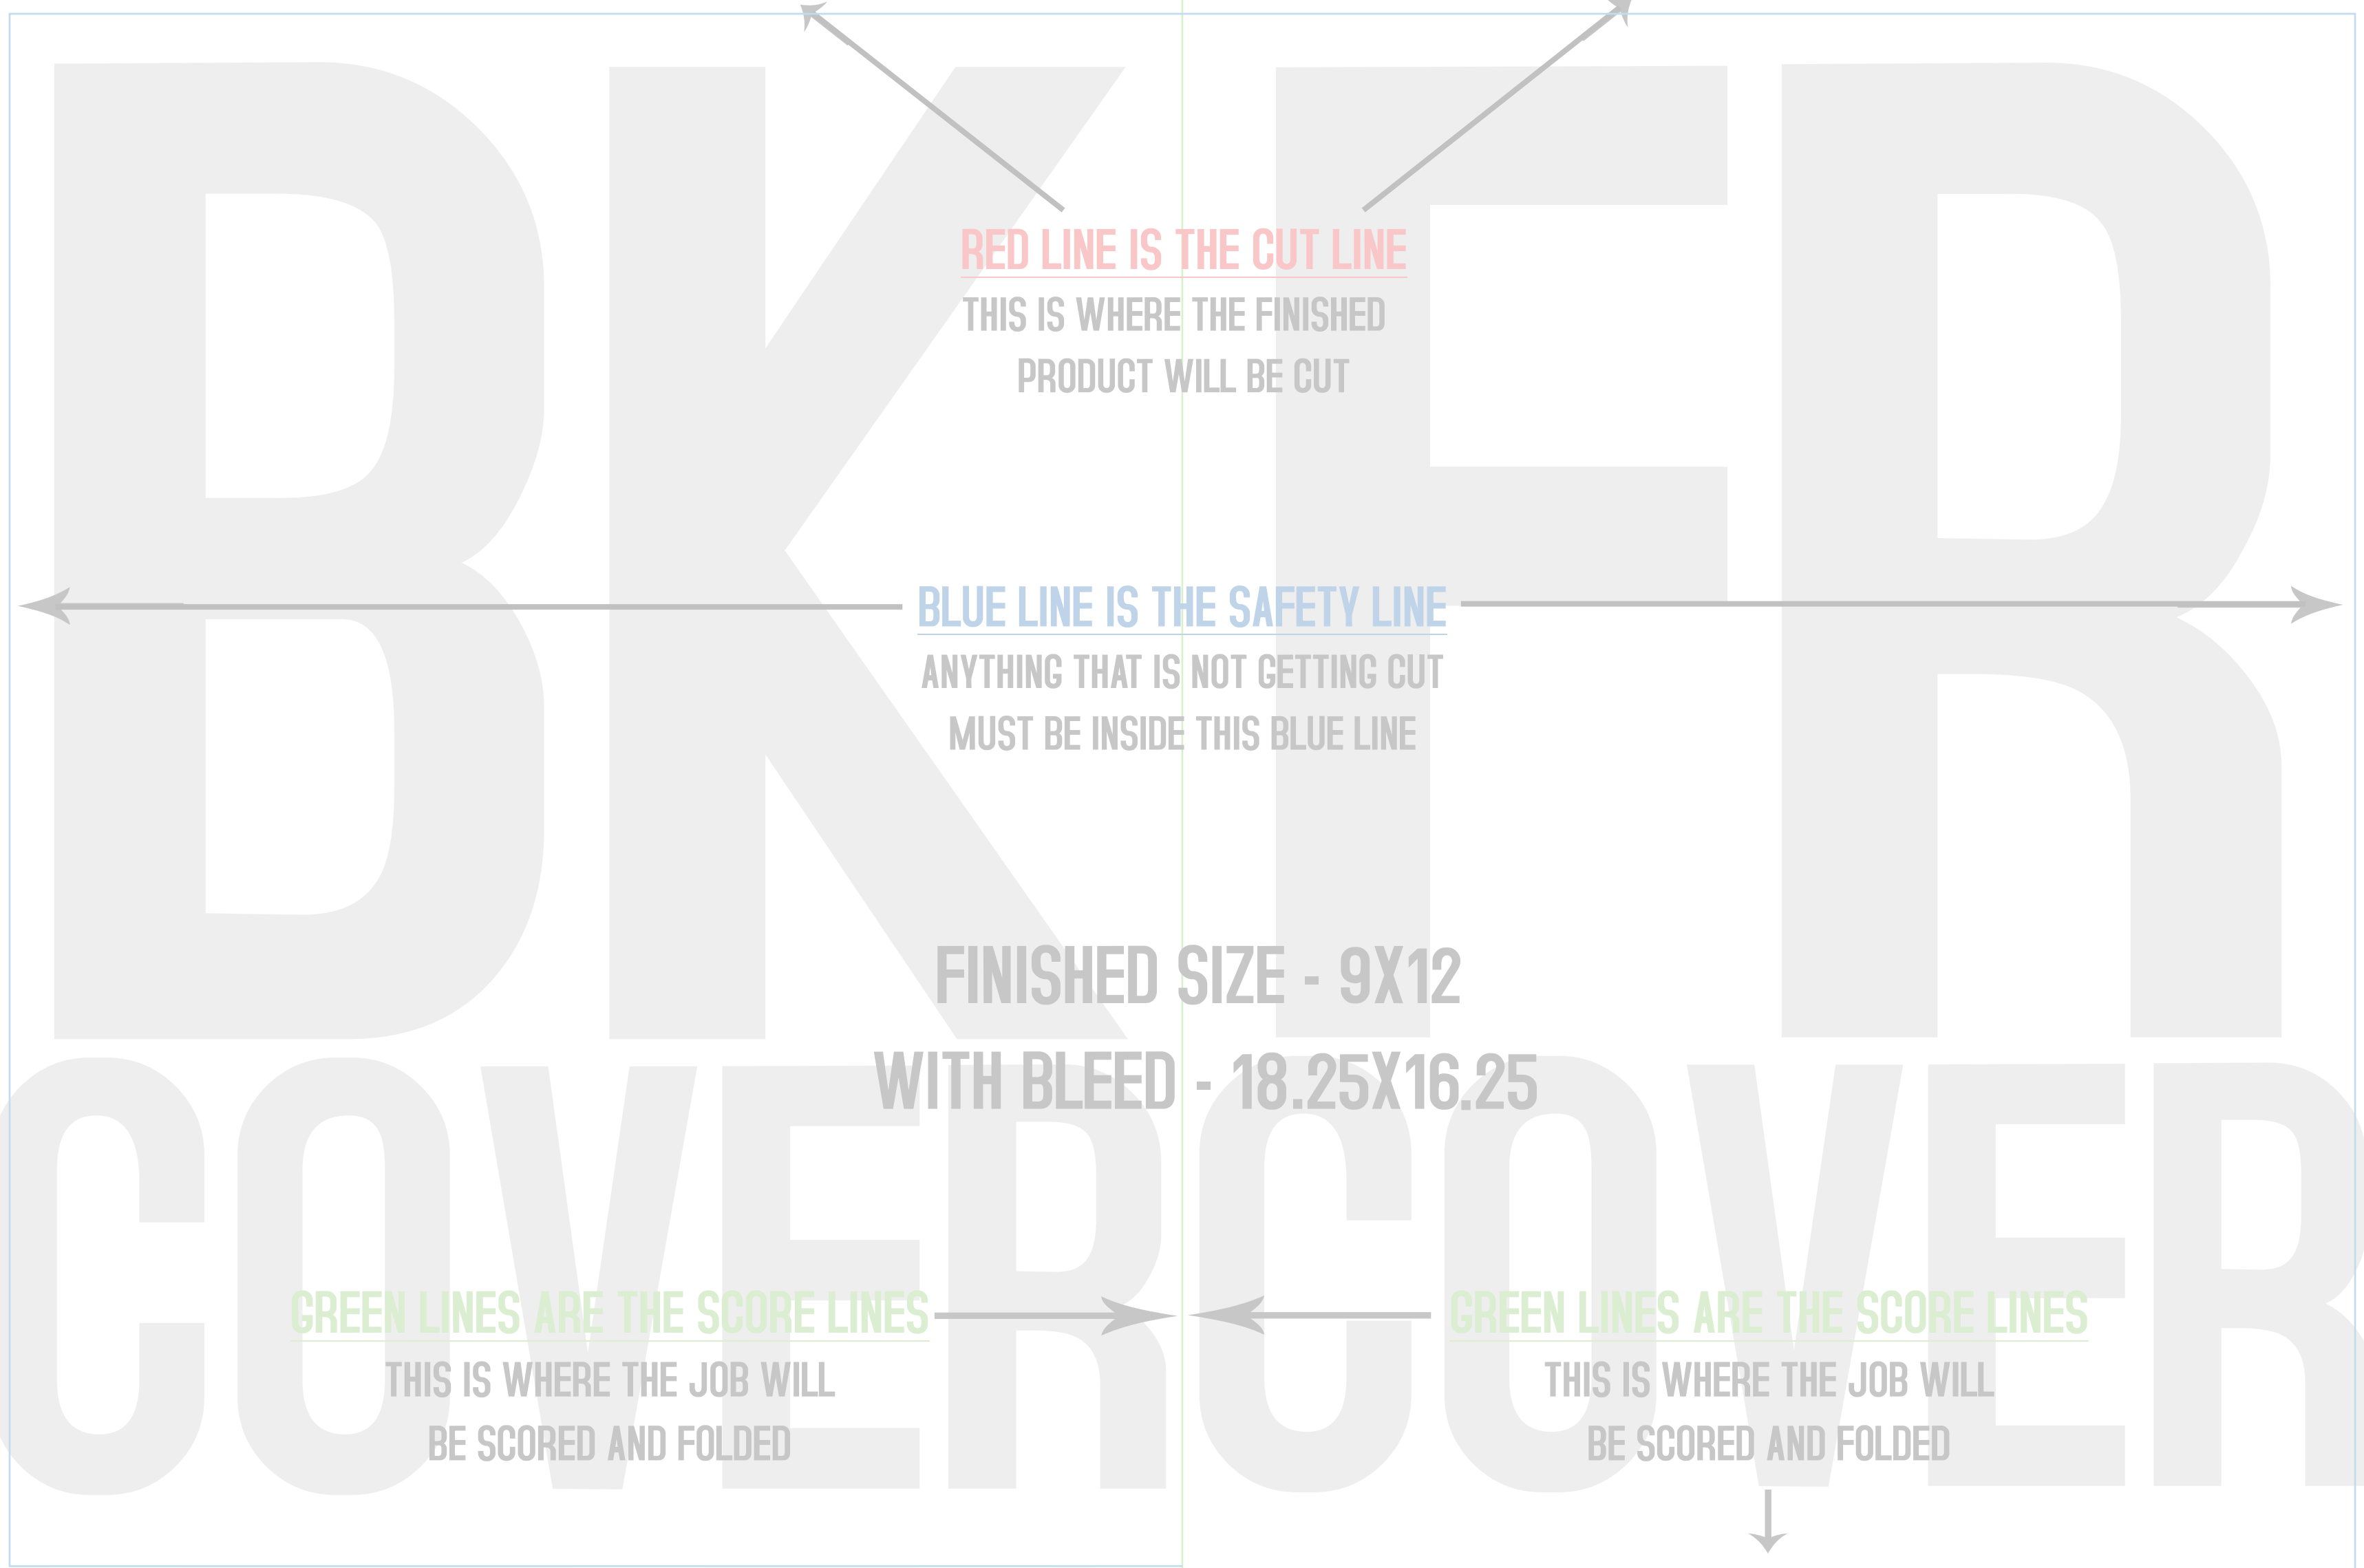 BK FR
RED LINE IS THE CUT LINE
THIS IS WHERE THE FINISHED
PRODUCT WILL BE CUT
BLUE LINE IS THE SAFETY LINE
ANYTHING THAT IS NOT GETTING CUT
MUST BE INSIDE THIS BLUE LINE
FINISHED SIZE - 9X12
WITH BLEED - 18.25X16.25
COVER COVER
GREEN LINES ARE THE SCORE LINES
THIS IS WHERE THE JOB WILL
BE SCORED AND FOLDED
GREEN LINES ARE THE SCORE LINES
THIS IS WHERE THE JOB WILL
BE SCORED AND FOLDED